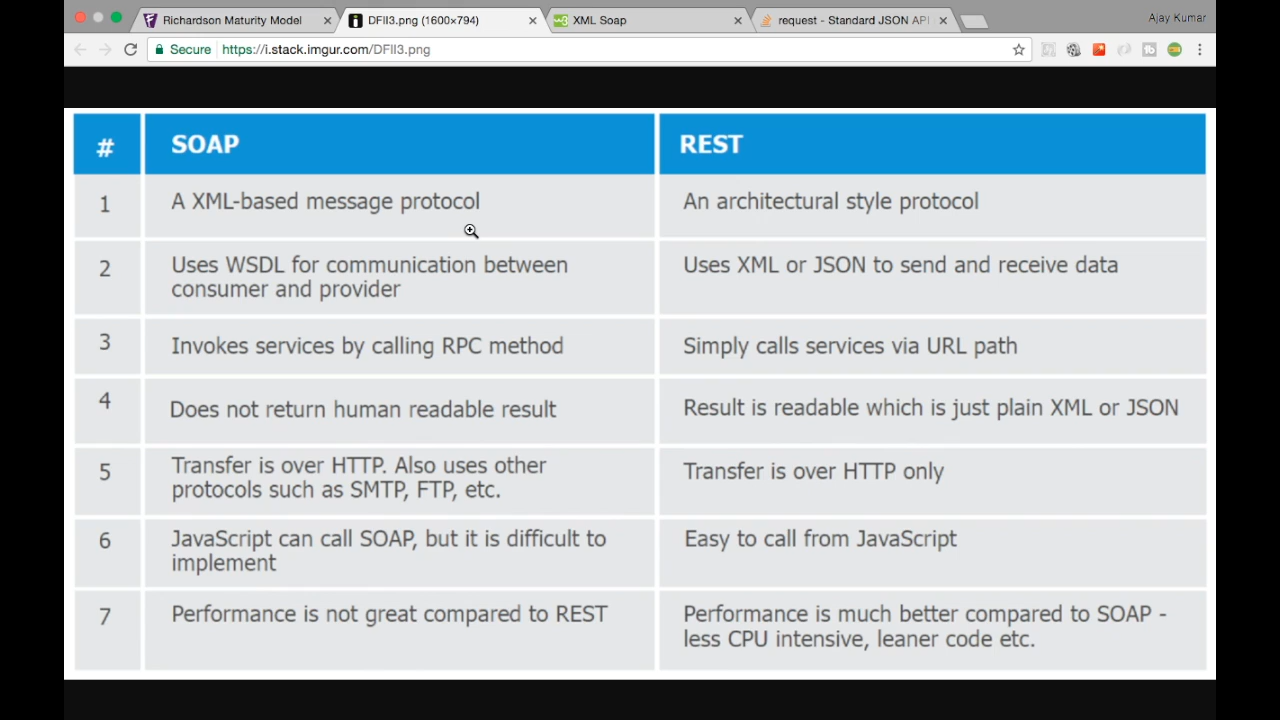 Richardson Maturity Model
DFII3.png (1600×794)
XML Soap
request - Standard JSON API
Ajay Kumar
Secure
https://i.stack.imgur.com/DFII3.png
# SOAP REST
1 A XML-based message protocol An architectural style protocol
2 Uses WSDL for communication between Uses XML or JSON to send and receive data
consumer and provider
3 Invokes services by calling RPC method Simply calls services via URL path
4 Does not return human readable result Result is readable which is just plain XML or JSON
5 Transfer is over HTTP. Also uses other Transfer is over HTTP only
protocols such as SMTP, FTP, etc.
6 JavaScript can call SOAP, but it is difficult to Easy to call from JavaScript
implement
7 Performance is not great compared to REST Performance is much better compared to SOAP -
less CPU intensive, leaner code etc.